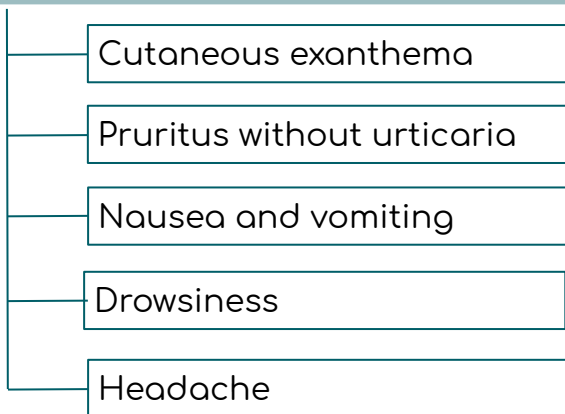 Cutaneous exanthema
Pruritus without urticaria
Nausea and vomiting
Drowsiness
Headache